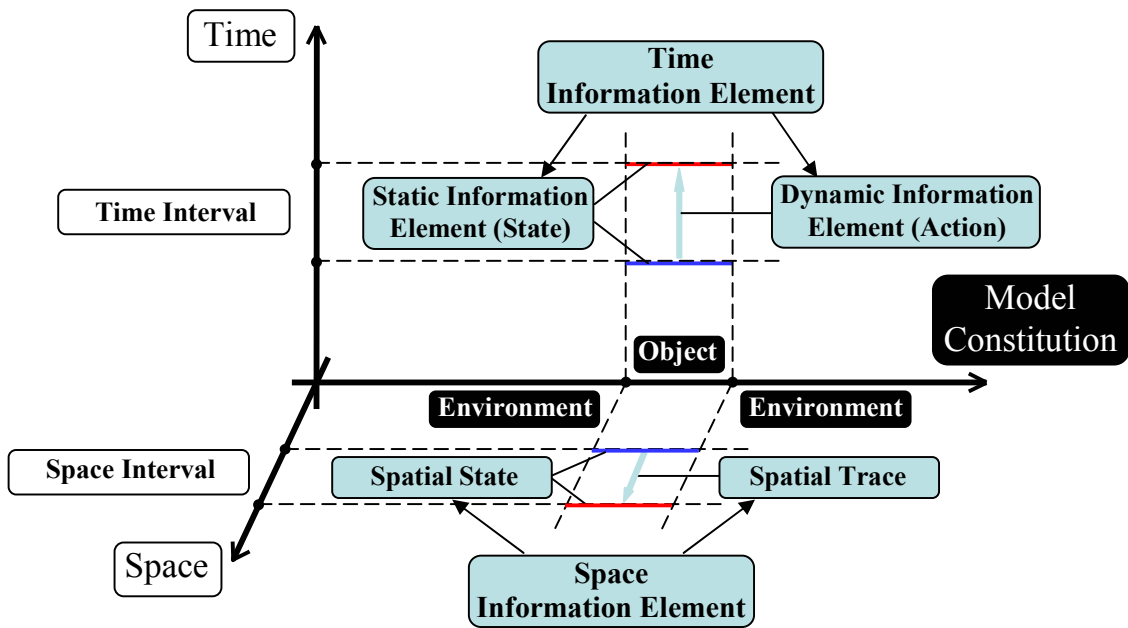 Time
Time
Information Element
Static Information
Element (State)
Dynamic Information
Element (Action)
Time Interval
Model
Constitution
Object
Environment
Environment
Space Interval
Spatial State
Spatial Trace
Space
Space
Information Element